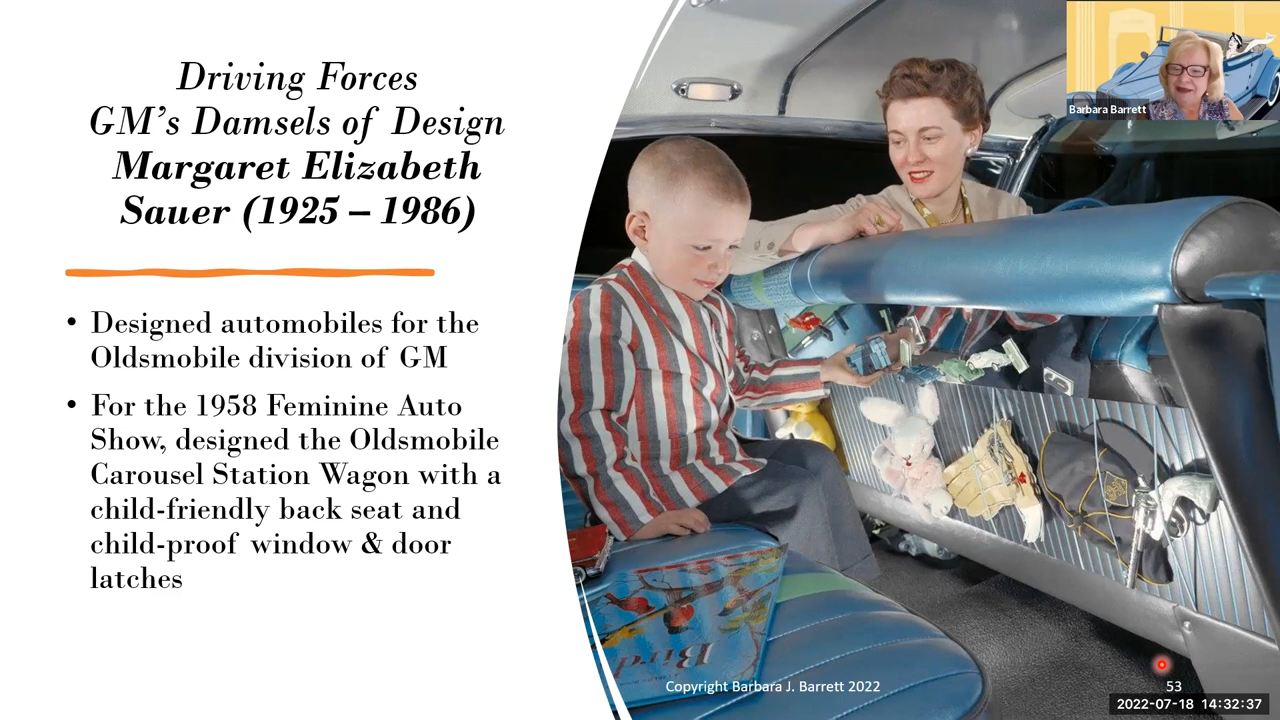 Driving Forces
GM's Damsels of Design
Margaret Elizabeth
Sauer (1925 – 1986)
• Designed automobiles for the
Oldsmobile division of GM
• For the 1958 Feminine Auto
Show, designed the Oldsmobile
Carousel Station Wagon with a
child-friendly back seat and
child-proof window & door
latches
Barbara Barrett
Bird
Copyright Barbara J. Barrett 2022
53
2022-07-18 14:32:37